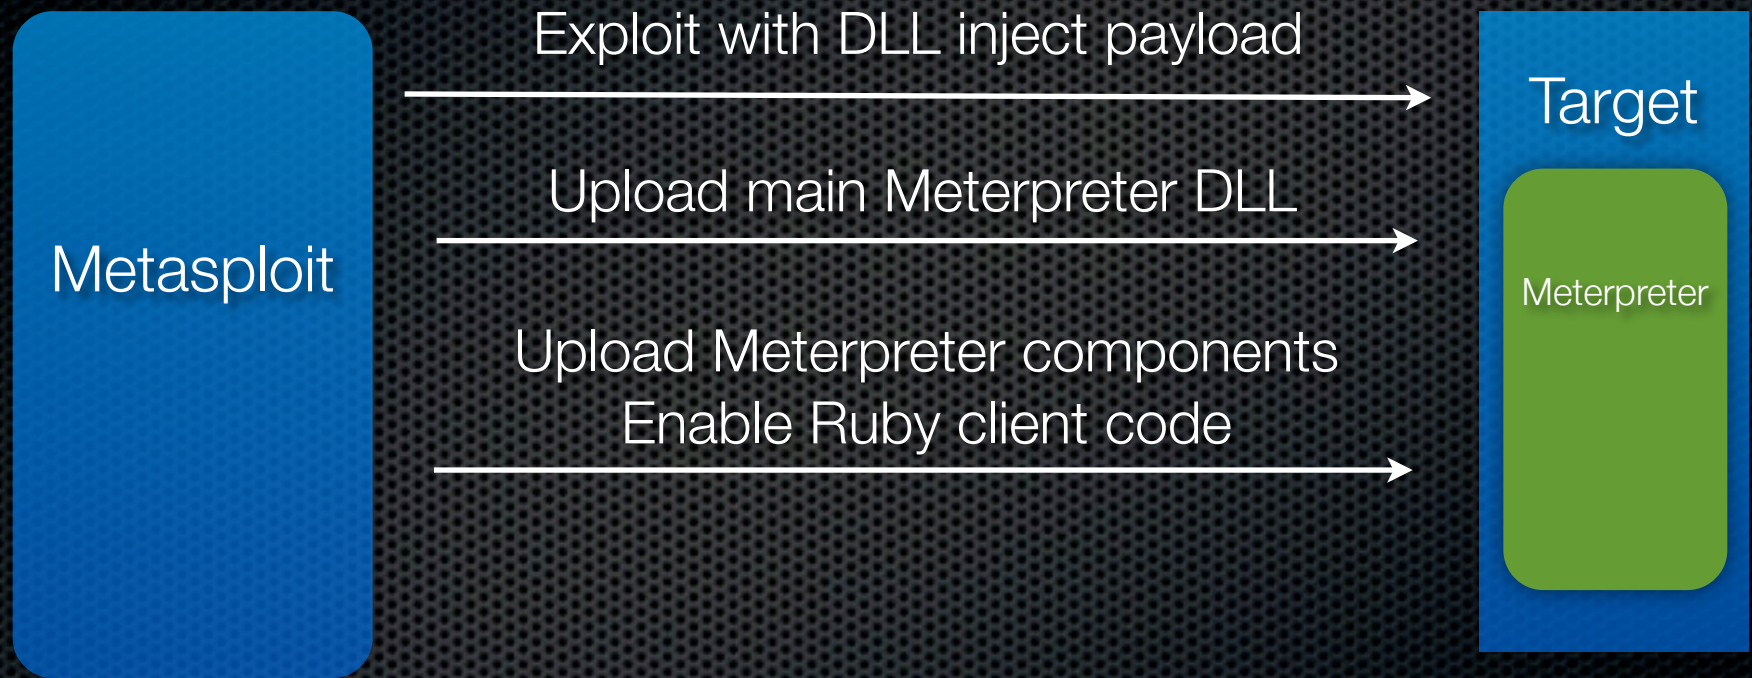 Metasploit
Exploit with DLL inject payload
Upload main Meterpreter DLL
Upload Meterpreter components
Enable Ruby client code
Target
Meterpreter